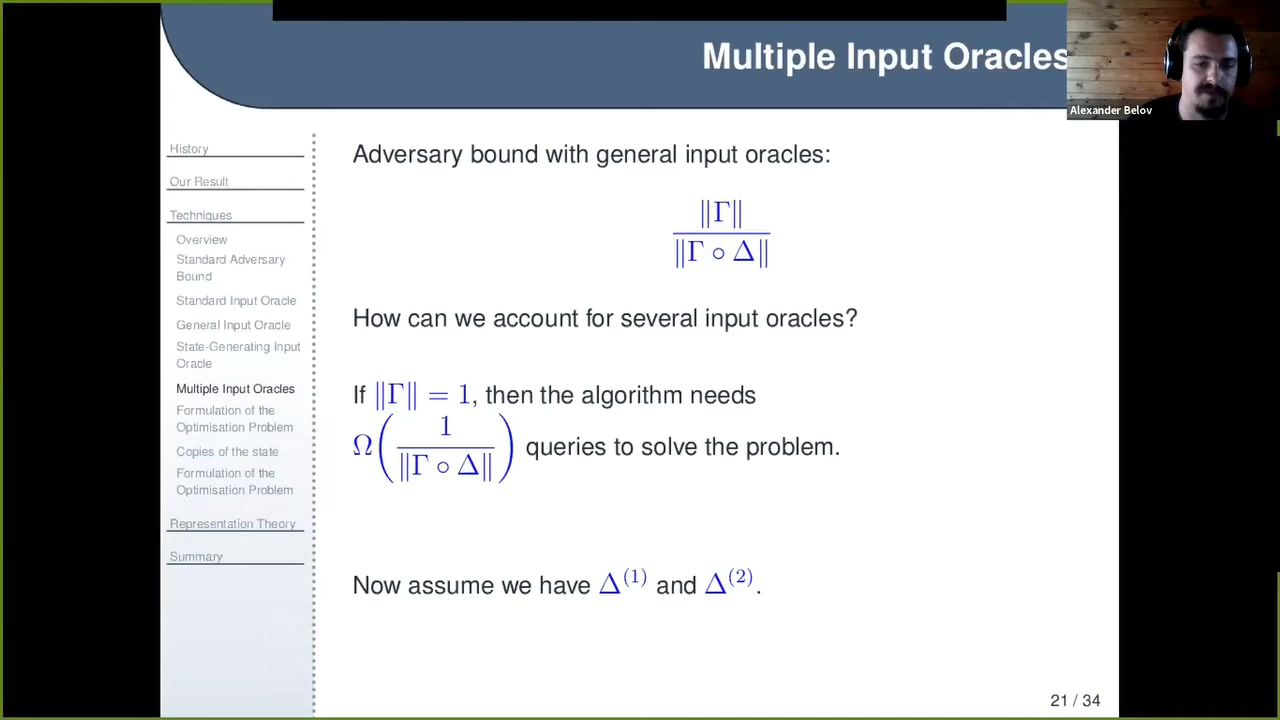 Multiple Input Oracles
Alexander Belov
History
Our Result
Techniques
Overview
Standard Adversary
Bound
Standard Input Oracle
General Input Oracle
State-Generating Input
Oracle
Multiple Input Oracles
Formulation of the
Optimisation Problem
Copies of the state
Formulation of the
Optimisation Problem
Representation Theory
Summary
Adversary bound with general input oracles:
‖Γ‖
‖Γ ∘ Δ‖
How can we account for several input oracles?
If ‖Γ‖ = 1, then the algorithm needs
Ω(1 / ‖Γ ∘ Δ‖) queries to solve the problem.
Now assume we have Δ⁽¹⁾ and Δ⁽²⁾.
21 / 34